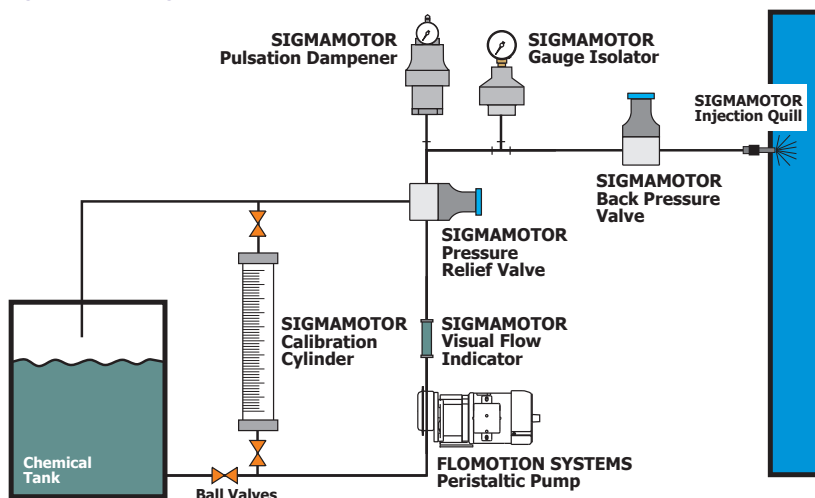 SIGMAMOTOR
Pulsation Dampener
SIGMAMOTOR
Gauge Isolator
SIGMAMOTOR
Injection Quill
SIGMAMOTOR
Back Pressure
Valve
SIGMAMOTOR
Pressure
Relief Valve
SIGMAMOTOR
Calibration
Cylinder
SIGMAMOTOR
Visual Flow
Indicator
Chemical
Tank
Ball Valves
FLOMOTION SYSTEMS
Peristaltic Pump